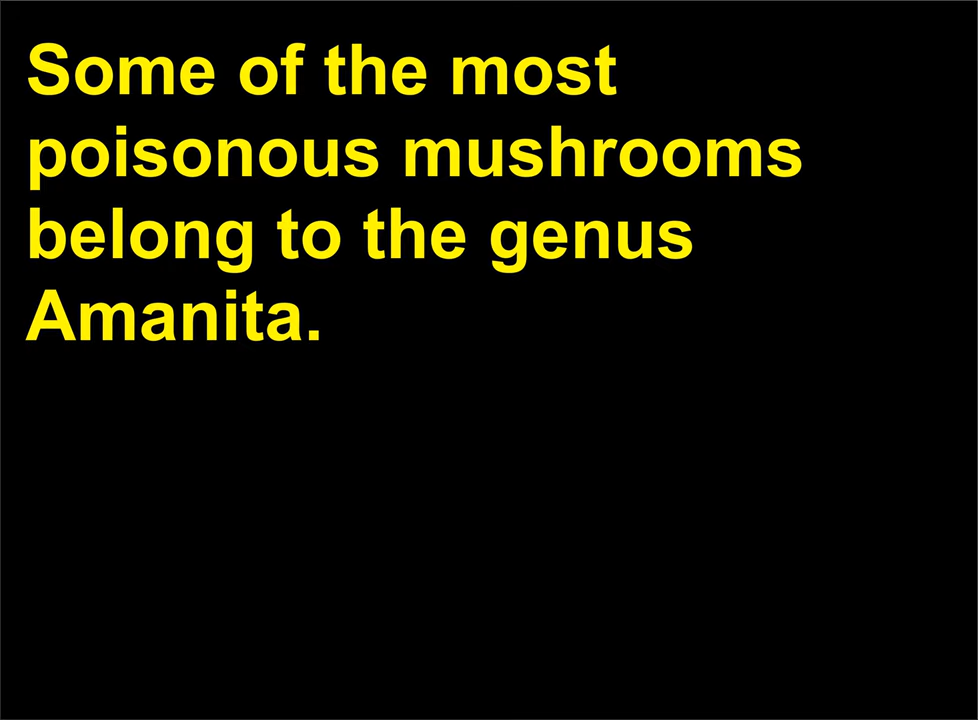 Some of the most
poisonous mushrooms
belong to the genus
Amanita.